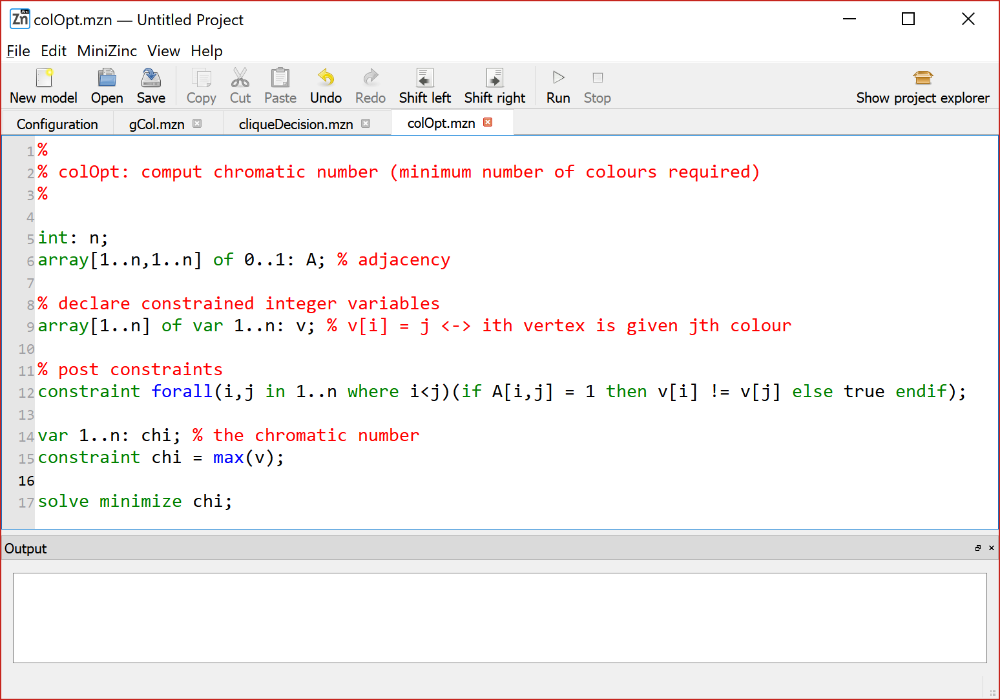 Mini
Zn colOpt.mzn — Untitled Project
File Edit MiniZinc View Help
New model Open Save Copy Cut Paste Undo Redo Shift left Shift right Run Stop Show project explorer
Configuration gCol.mzn cliqueDecision.mzn colOpt.mzn
1 %
2 % colOpt: comput chromatic number (minimum number of colours required)
3 %
4
5 int: n;
6 array[1..n,1..n] of 0..1: A; % adjacency
7
8 % declare constrained integer variables
9 array[1..n] of var 1..n: v; % v[i] = j <-> ith vertex is given jth colour
10
11 % post constraints
12 constraint forall(i,j in 1..n where i<j)(if A[i,j] = 1 then v[i] != v[j] else true endif);
13
14 var 1..n: chi; % the chromatic number
15 constraint chi = max(v);
16
17 solve minimize chi;
Output